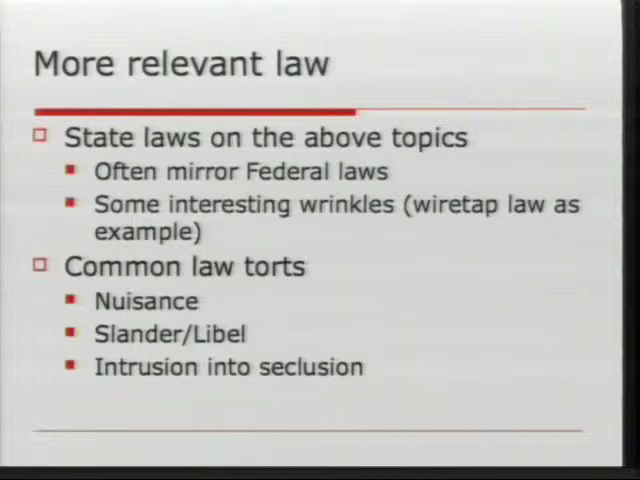 More relevant law
State laws on the above topics
Often mirror Federal laws
Some interesting wrinkles (wiretap law as
example)
Common law torts
Nuisance
Slander/Libel
Intrusion into seclusion